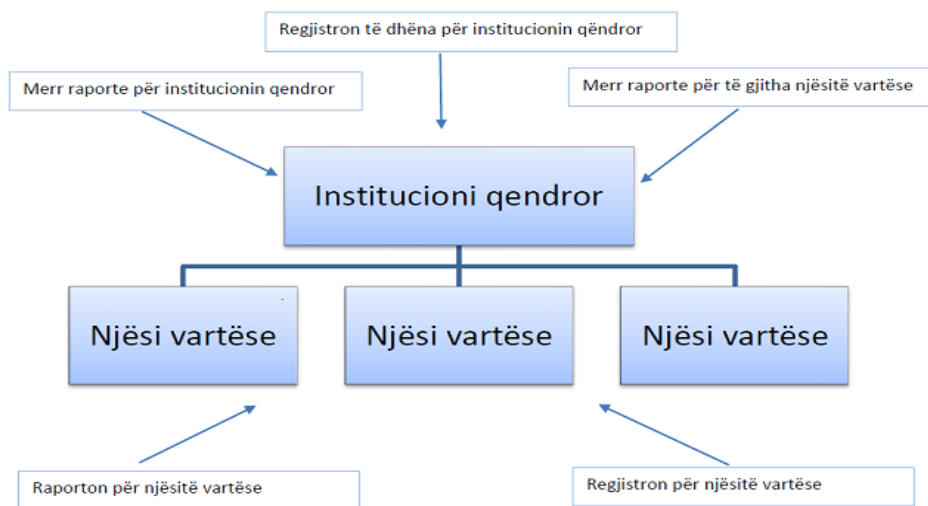 Regjistron të dhëna për institucionin qëndror
Merr raporte për institucionin qendror
Merr raporte për të gjitha njësitë vartëse
Institucioni qendror
Njësi vartëse
Njësi vartëse
Njësi vartëse
Raporton për njësitë vartëse
Regjistron për njësitë vartëse